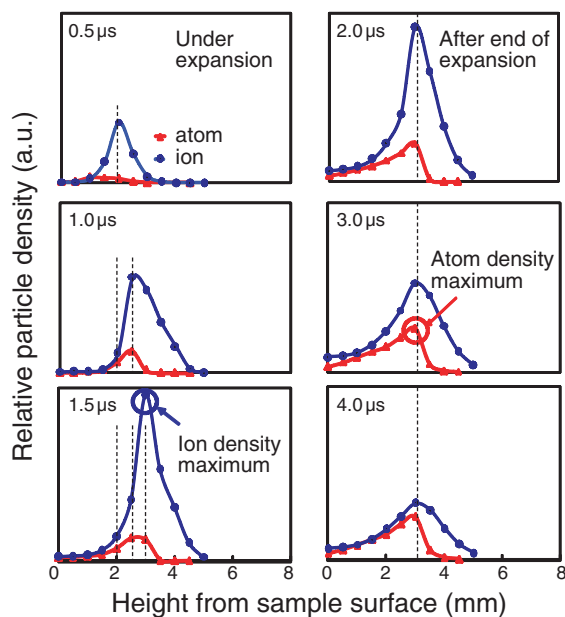 Relative particle density (a.u.)
0.5 µs
Under
expansion
atom
ion
2.0 µs
After end of
expansion
1.0 µs
3.0 µs
Atom density
maximum
1.5 µs
Ion density
maximum
4.0 µs
0 2 4 6 8
0 2 4 6 8
Height from sample surface (mm)